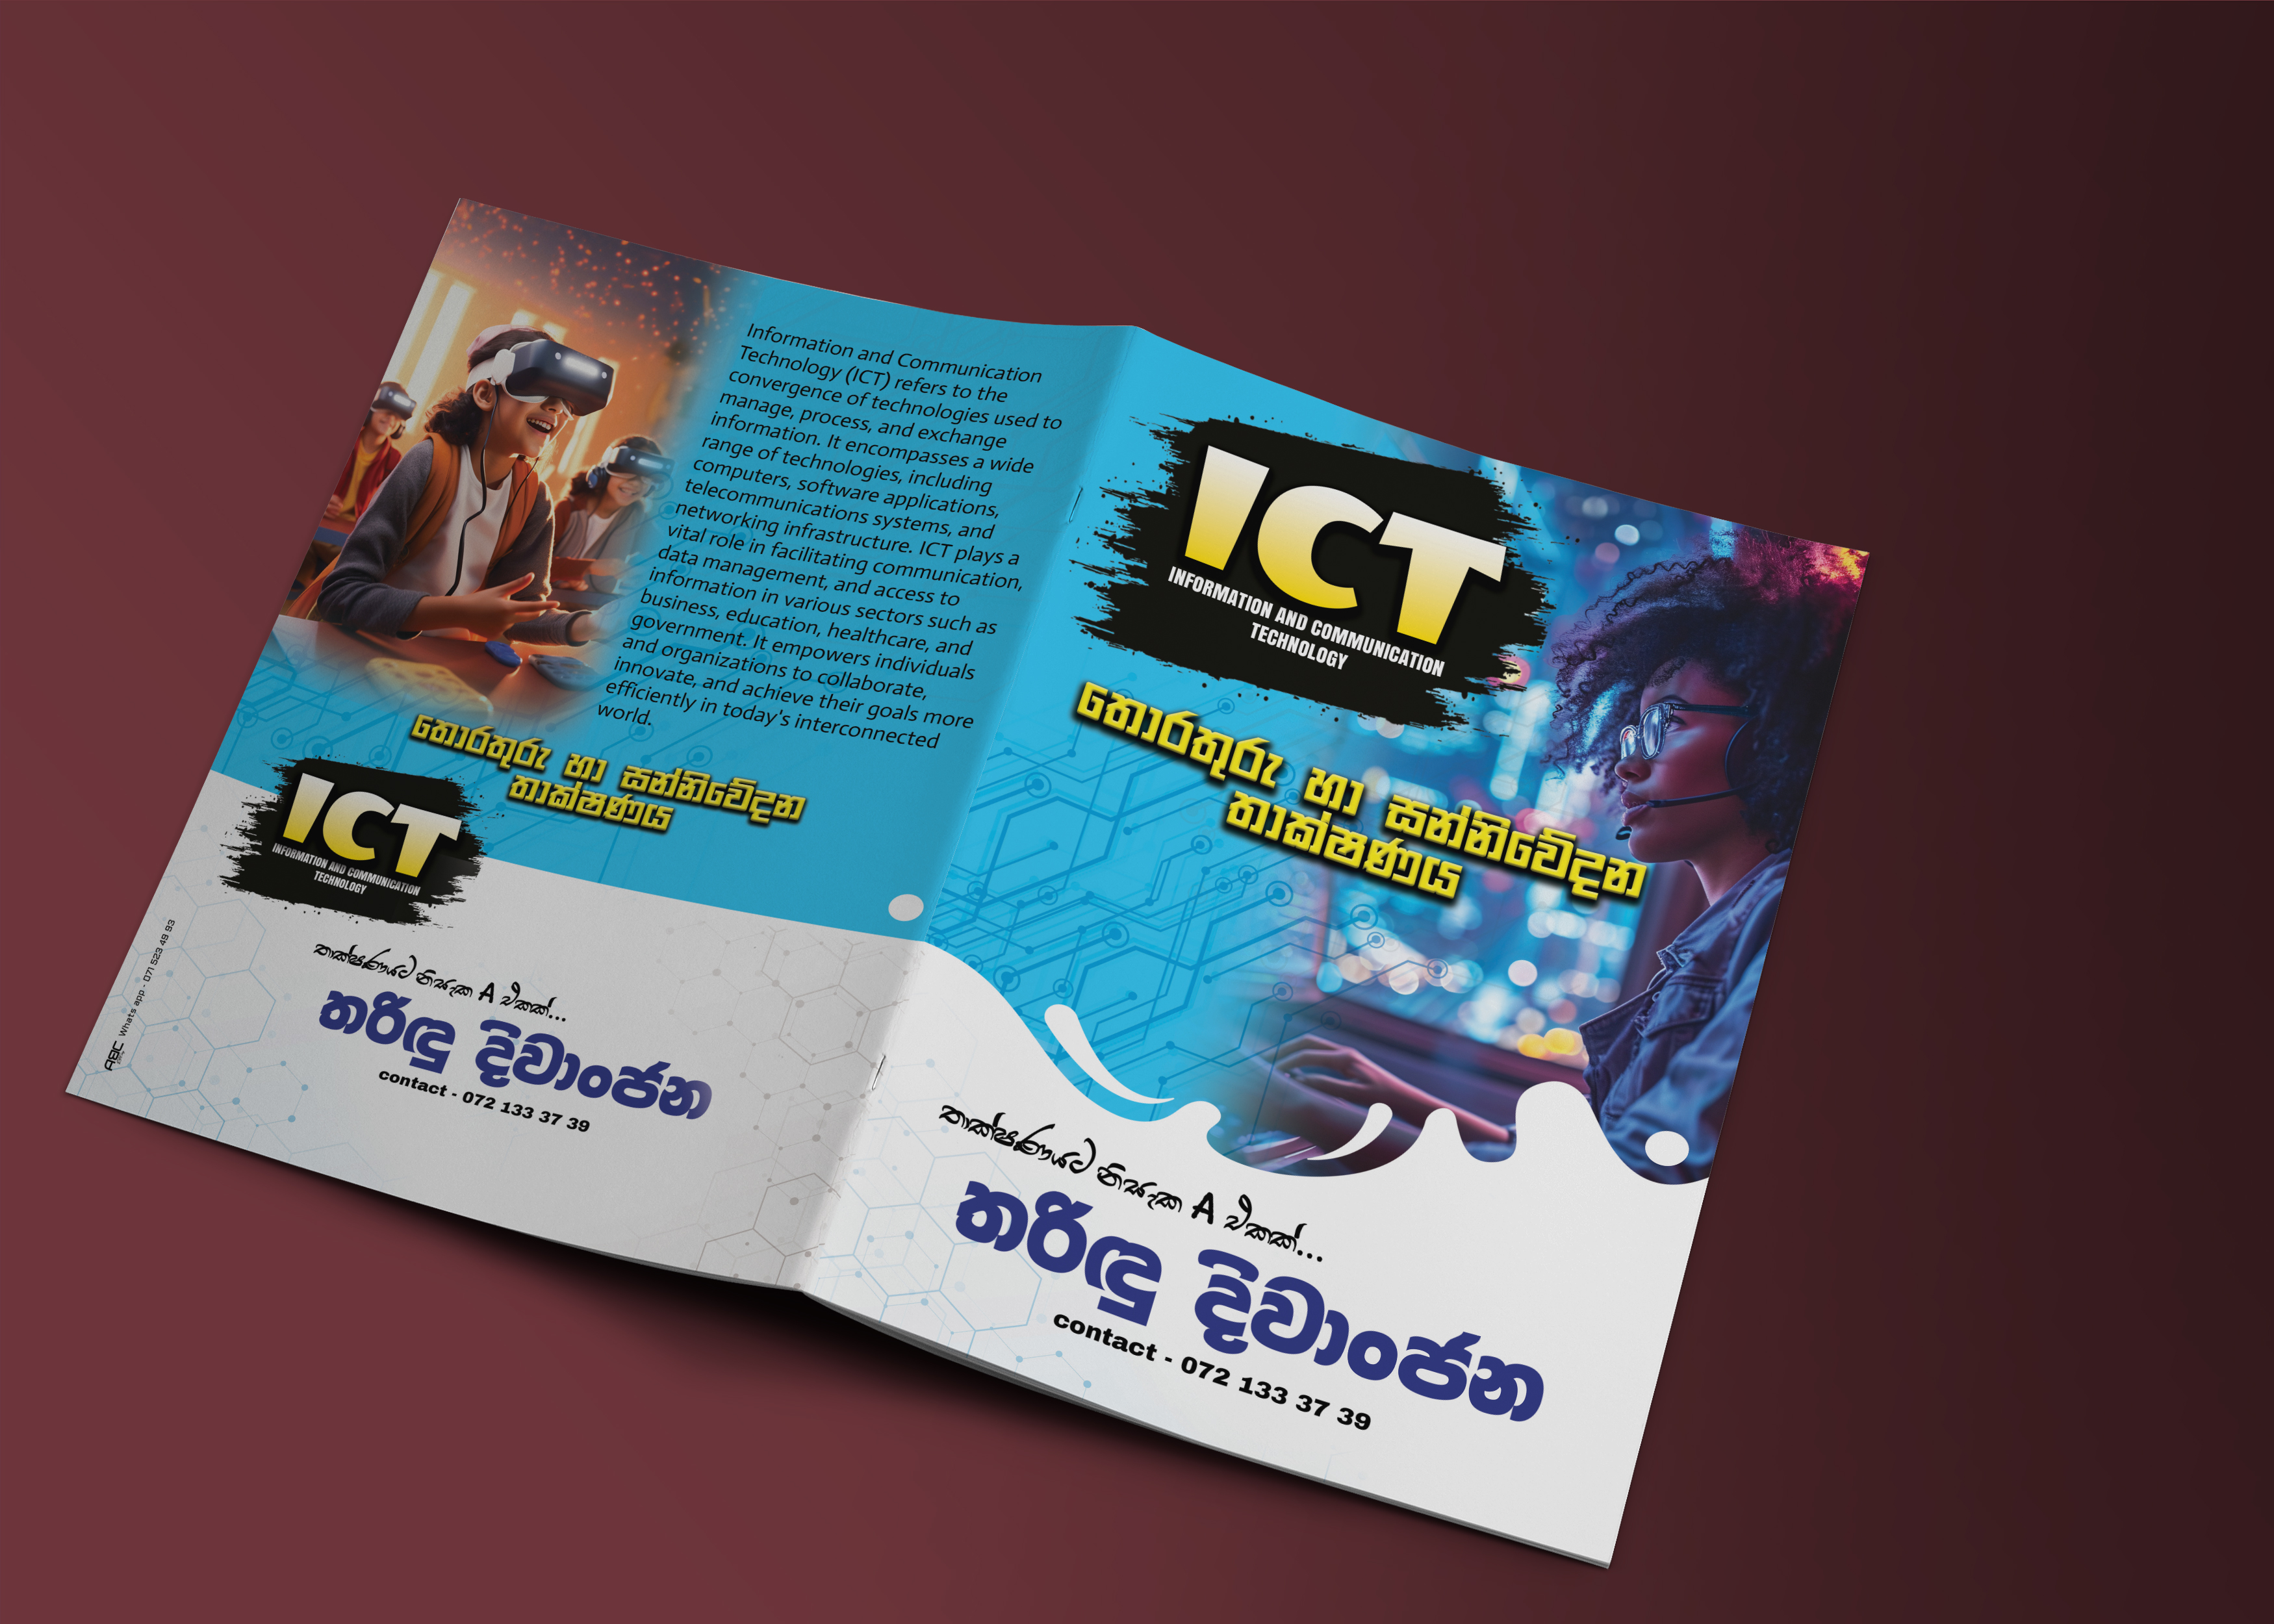 Information and Communication
Technology (ICT) refers to the
convergence of technologies used to
manage, process, and exchange
information. It encompasses a wide
range of technologies, including
computers, software applications,
telecommunications systems, and
networking infrastructure. ICT plays a
vital role in facilitating communication,
data management, and access to
information in various sectors such as
business, education, healthcare, and
government. It empowers individuals
and organizations to collaborate,
innovate, and achieve their goals more
efficiently in today's interconnected
world.
තොරතුරු හා සන්නිවේදන
තාක්ෂණය
ICT
INFORMATION AND COMMUNICATION
TECHNOLOGY
තාක්ෂණයට නිසැක A එකක්...
තරිඳු දිවාංජන
contact - 072 133 37 39
ABC Whats app - 071 523 49 93
ICT
INFORMATION AND COMMUNICATION
TECHNOLOGY
තොරතුරු හා සන්නිවේදන
තාක්ෂණය
තාක්ෂණයට නිසැක A එකක්...
තරිඳු දිවාංජන
contact - 072 133 37 39